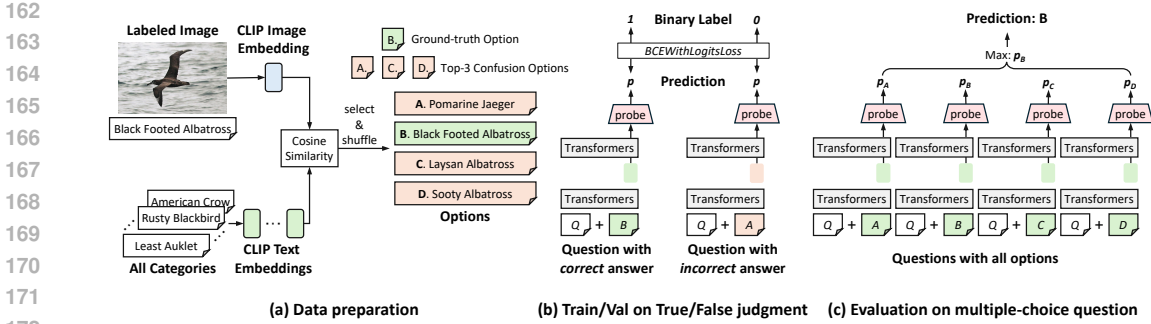 162
163
164
165
166
167
168
169
170
171
Labeled Image
Black Footed Albatross
CLIP Image
Embedding
B. Ground-truth Option
A. C. D. Top-3 Confusion Options
select
&
shuffle
Cosine
Similarity
A. Pomarine Jaeger
B. Black Footed Albatross
C. Laysan Albatross
D. Sooty Albatross
Options
American Crow
Rusty Blackbird
Least Auklet
All Categories
CLIP Text
Embeddings
(a) Data preparation
1 Binary Label 0
BCEWithLogitsLoss
p Prediction p
probe probe
Transformers Transformers
Transformers Transformers
Q + B Q + A
Question with
correct answer
Question with
incorrect answer
(b) Train/Val on True/False judgment
Prediction: B
Max: pB
pA pB pC pD
probe probe probe probe
Transformers Transformers Transformers Transformers
Transformers Transformers Transformers Transformers
Q + A Q + B Q + C Q + D
Questions with all options
(c) Evaluation on multiple-choice question